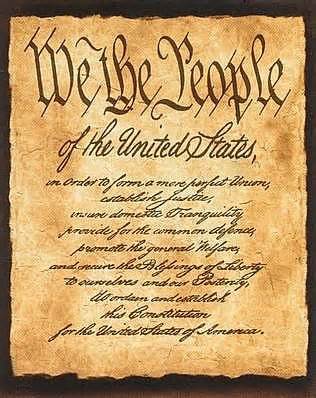 We the People
of the United States,
in Order to form a more perfect Union,
establish Justice,
insure domestic Tranquility
provide for the common defence,
promote the general Welfare,
and secure the Blessings of Liberty
to ourselves and our Posterity,
do ordain and establish
this Constitution
for the United States of America.